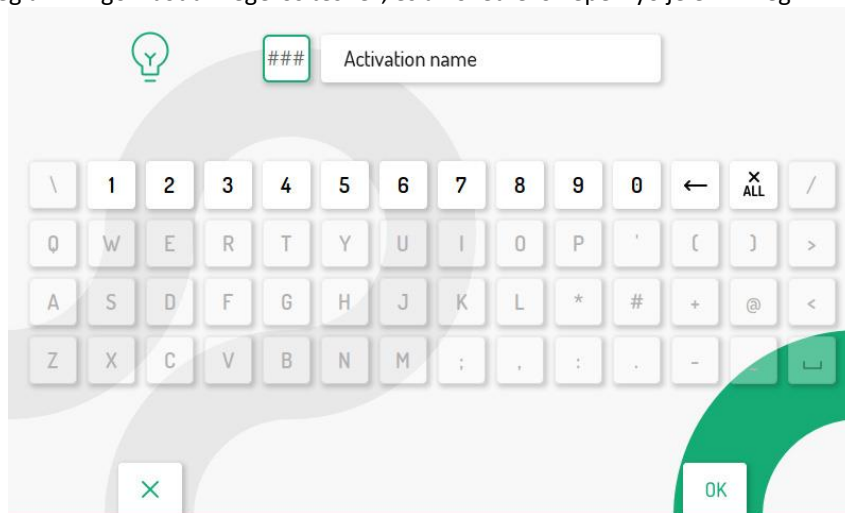 ### Activation name
\ 1 2 3 4 5 6 7 8 9 0 ← × ALL /
Q W E R T Y U I O P ' ( ) >
A S D F G H J K L * # + @ <
Z X C V B N M ; , : . - _
× OK